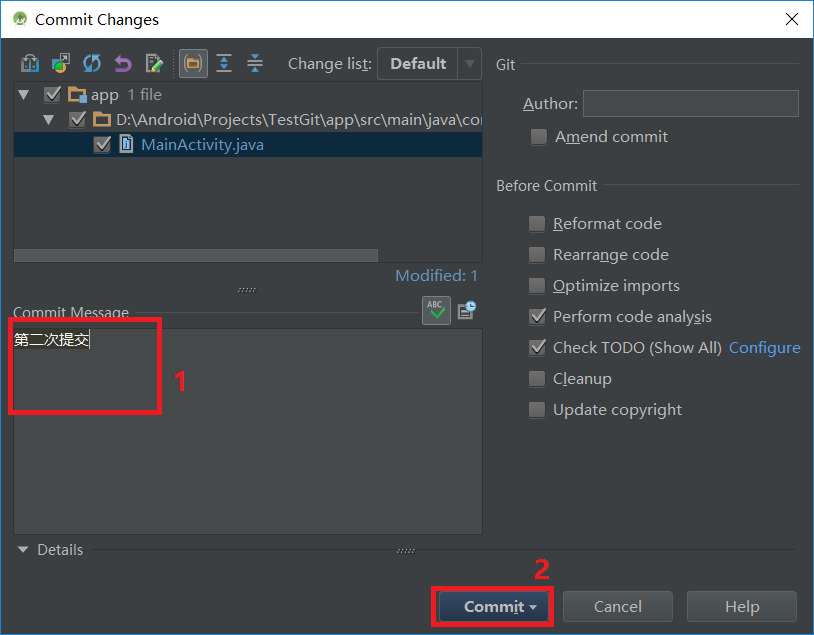 Commit Changes
Change list: Default
Git
app 1 file
D:\Android\Projects\TestGit\app\src\main\java\co
Author:
MainActivity.java
Amend commit
Before Commit
Reformat code
Rearrange code
Modified: 1
Optimize imports
Commit Message
ABC
Perform code analysis
第二次提交
Check TODO (Show All) Configure
1
Cleanup
Update copyright
Details
2
Commit
Cancel
Help